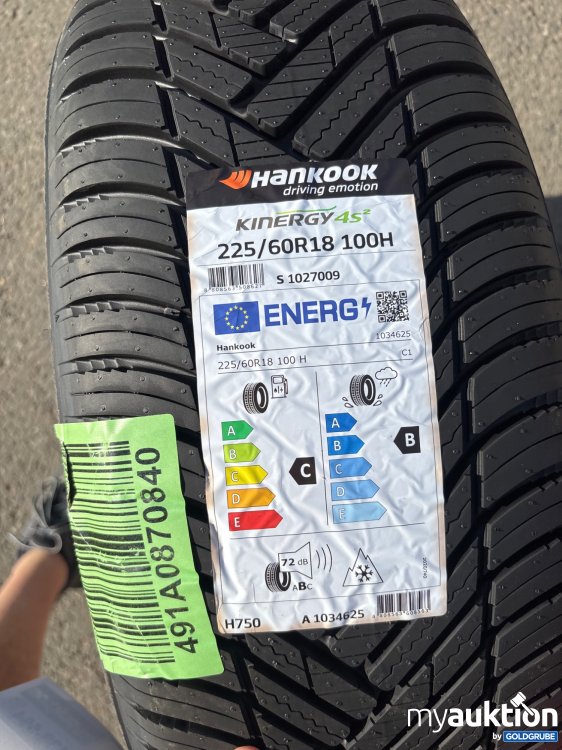 HANKOOK
driving emotion
KINERGY 4S²
225/60R18 100H
S 1027009
ENERG
Hankook
1034625
225/60R18 100 H
C1
A
B
C
D
E
C
A
B
C
D
E
B
72 dB
ABC
H750
A 1034625
491A0870840
myauktion
by GOLDGRUBE